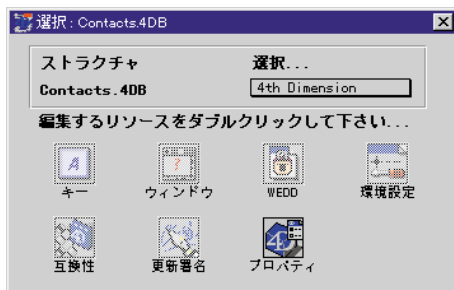 選択 : Contacts.4DB
ストラクチャ
選択...
Contacts.4DB
4th Dimension
編集するリソースをダブルクリックして下さい...
キー
ウィンドウ
WEDD
環境設定
互換性
更新署名
プロパティ